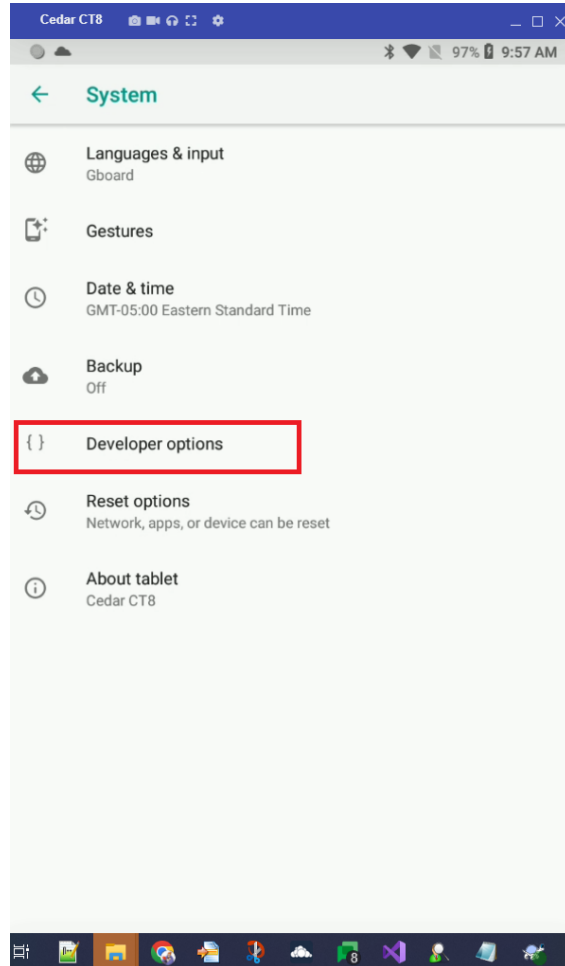 Cedar CT8
97% 9:57 AM
System
Languages & input
Gboard
Gestures
Date & time
GMT-05:00 Eastern Standard Time
Backup
Off
{ } Developer options
Reset options
Network, apps, or device can be reset
About tablet
Cedar CT8
8